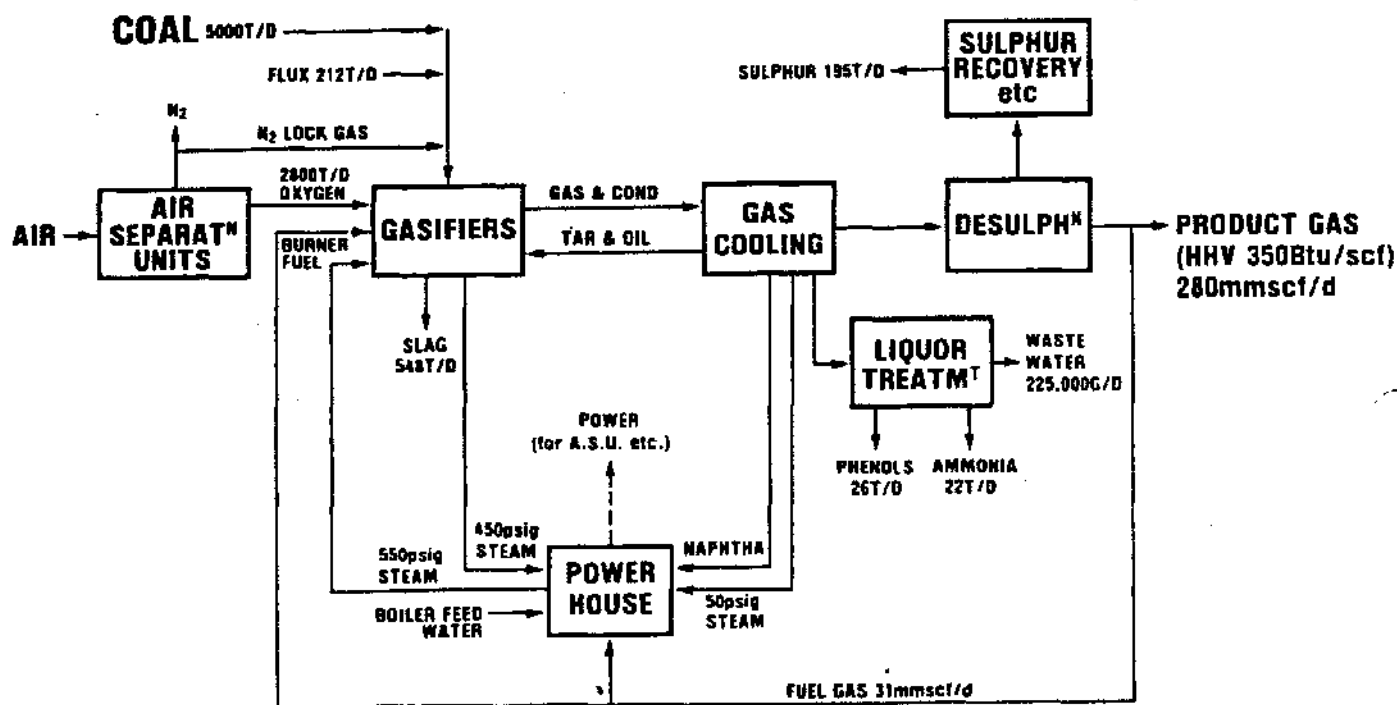 COAL 5000T/D
FLUX 212T/D
N₂
N₂ LOCK GAS
2800T/D
OXYGEN
AIR
AIR
SEPARATᴺ
UNITS
BURNER
FUEL
GASIFIERS
GAS & COND
TAR & OIL
GAS
COOLING
DESULPHᴺ
SULPHUR
RECOVERY
etc
SULPHUR 195T/D
PRODUCT GAS
(HHV 350Btu/scf)
280mmscf/d
SLAG
548T/D
LIQUOR
TREATMᵀ
WASTE
WATER
225,000G/D
PHENOLS
26T/D
AMMONIA
22T/D
POWER
(for A.S.U. etc.)
450psig
STEAM
550psig
STEAM
BOILER FEED
WATER
POWER
HOUSE
NAPHTHA
50psig
STEAM
FUEL GAS 31mmscf/d